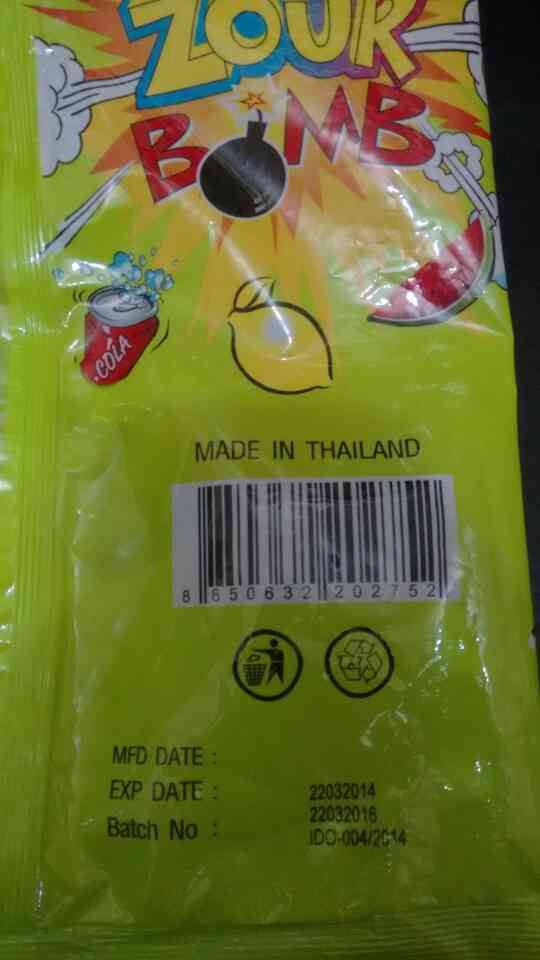 ZOUR
BOMB
.COLA
MADE IN THAILAND
8 850632 202752
MFD DATE :
EXP DATE : 22032014
22032016
Batch No : IDO-004/2014